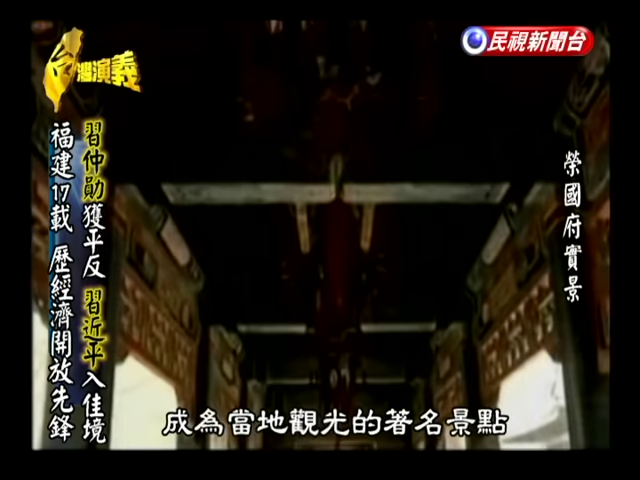 台灣演義
民視新聞台
習仲勛獲平反 習近平入佳境
福建17載 歷經濟開放先鋒
榮國府實景
成為當地觀光的著名景點